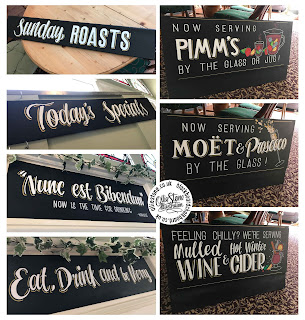 Sunday ROASTS
Today's Specials
"Nunc est Bibendum"
NOW IS THE TIME FOR DRINKING
Eat, Drink and be Merry
NOW SERVING
PIMM'S
BY THE GLASS OR JUG!
NOW SERVING
MOËT & Prosecco
BY THE GLASS!
FEELING CHILLY? WE'RE SERVING
Mulled Hot Winter
WINE & CIDER